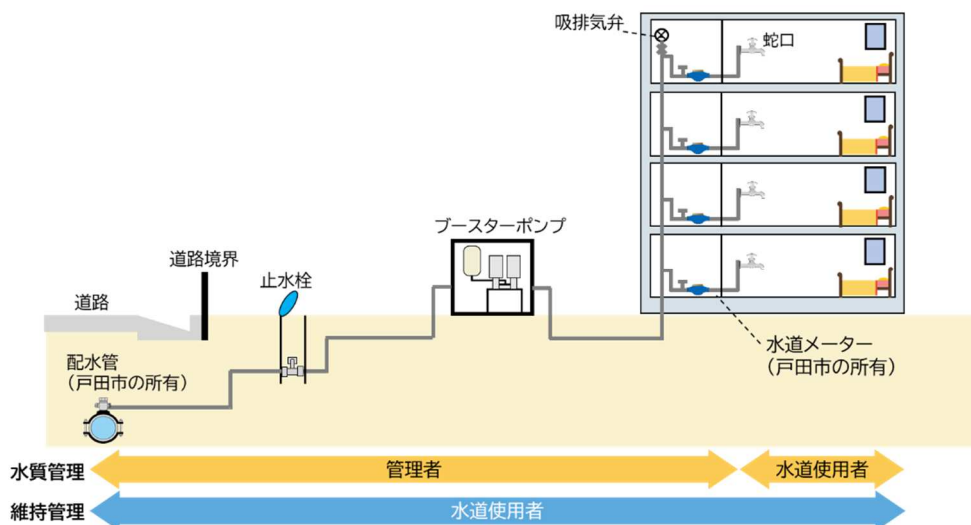 吸排気弁
蛇口
ブースターポンプ
道路境界
止水栓
道路
配水管
（戸田市の所有）
水道メーター
（戸田市の所有）
水質管理
管理者
水道使用者
維持管理
水道使用者